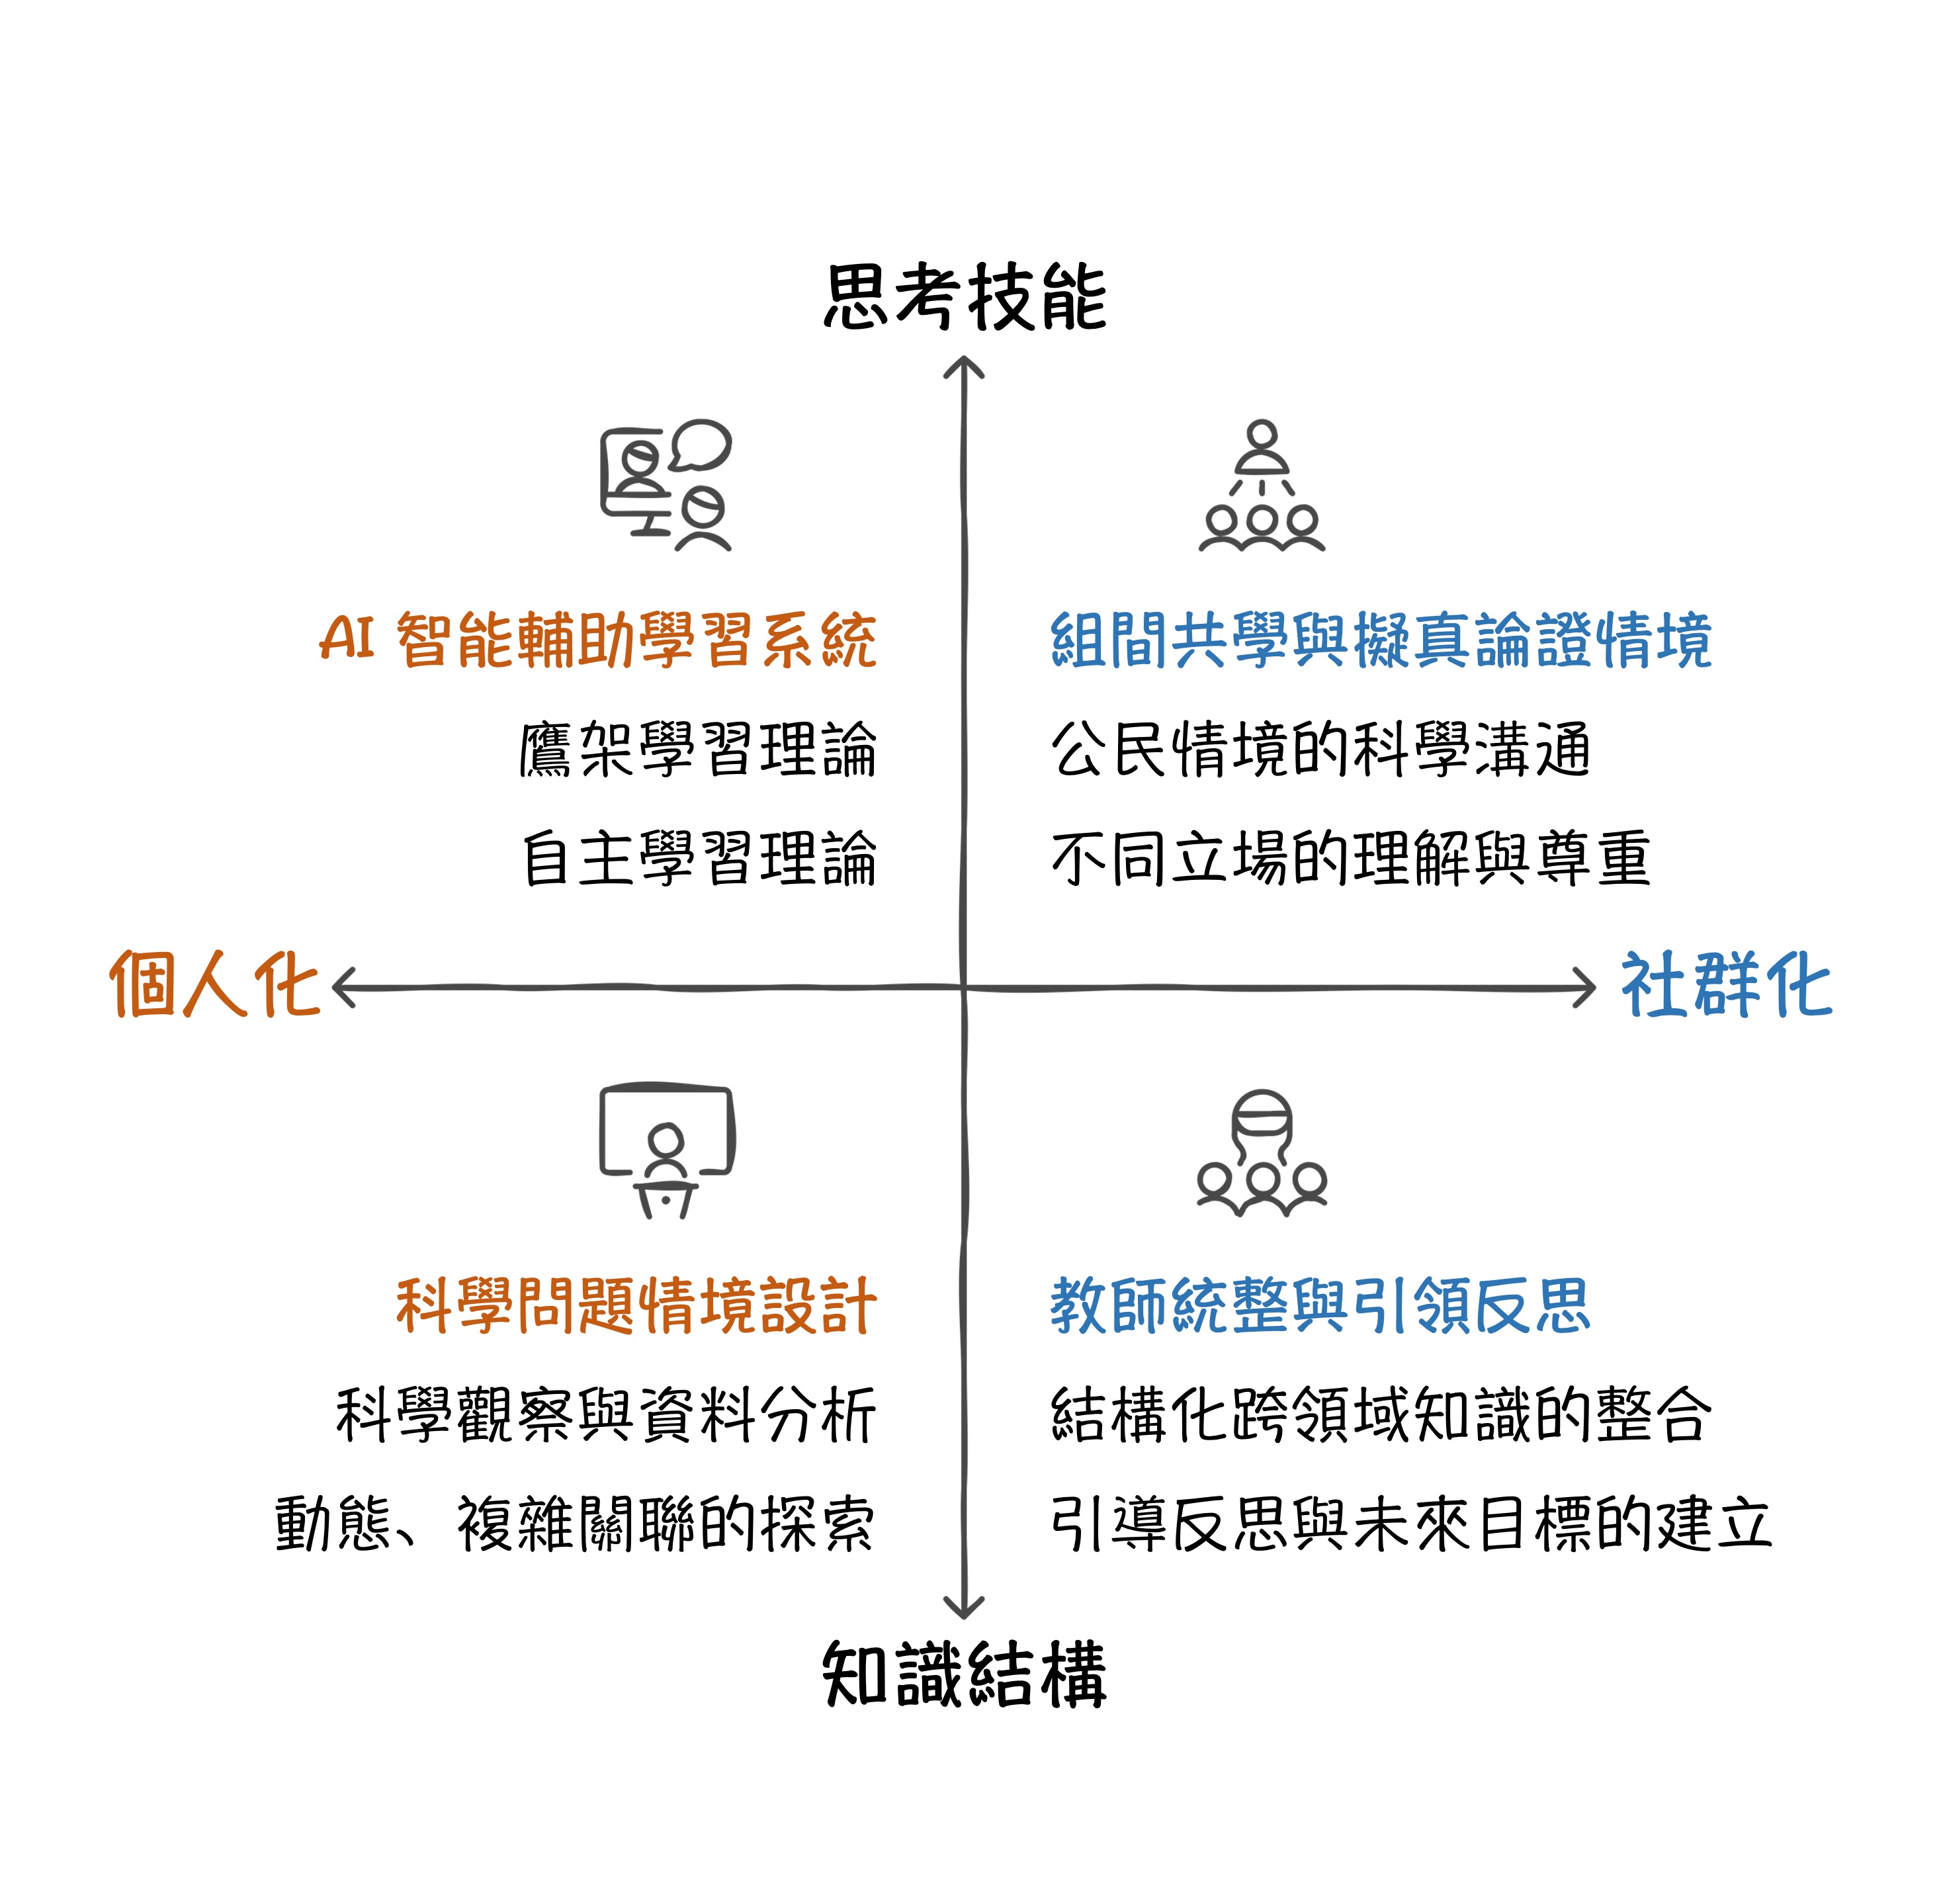 思考技能
AI 智能輔助學習系統
鷹架學習理論
自主學習理論
組間共學與擬真論證情境
公民情境的科學溝通
不同立場的理解與尊重
個人化
社群化
科學問題情境設計
科學觀察與資料分析
動態、複雜關聯的探索
教師統整與引領反思
結構化跨領域知識的整合
引導反思與未來目標的建立
知識結構